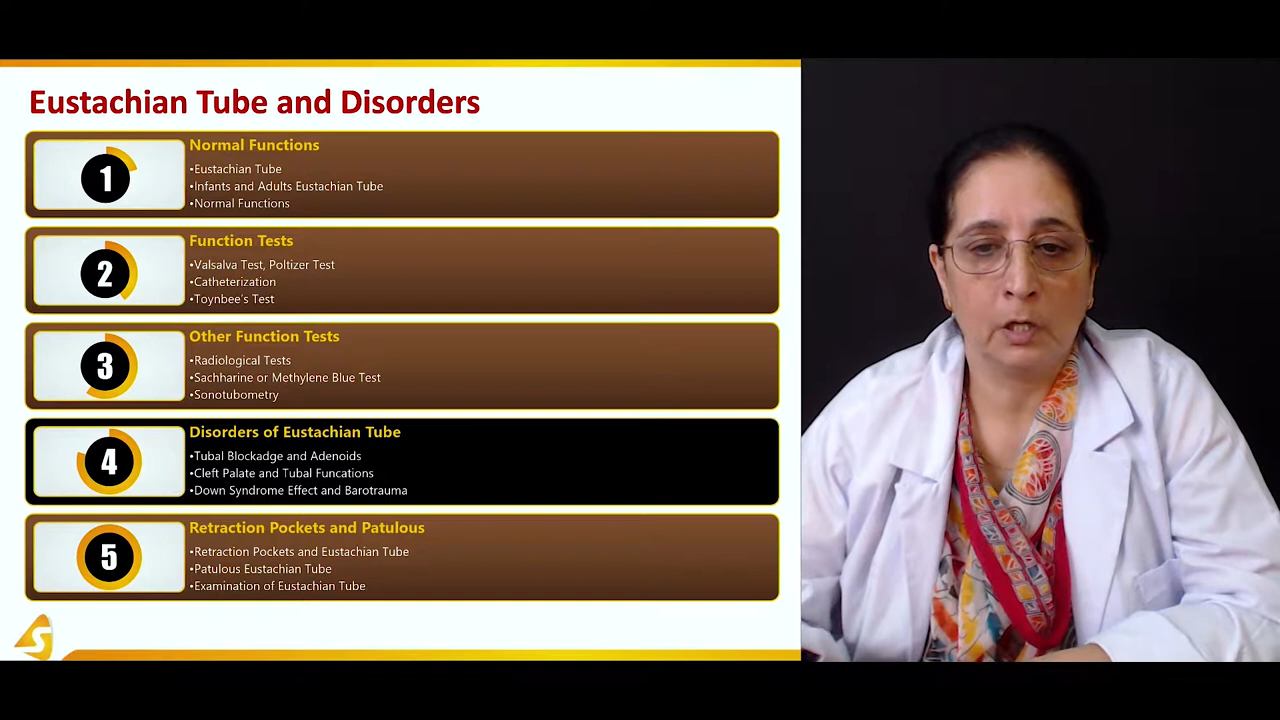 Eustachian Tube and Disorders
1
Normal Functions
•Eustachian Tube
•Infants and Adults Eustachian Tube
•Normal Functions
2
Function Tests
•Valsalva Test, Poltizer Test
•Catheterization
•Toynbee's Test
3
Other Function Tests
•Radiological Tests
•Sachharine or Methylene Blue Test
•Sonotubometry
4
Disorders of Eustachian Tube
•Tubal Blockadge and Adenoids
•Cleft Palate and Tubal Funcations
•Down Syndrome Effect and Barotrauma
5
Retraction Pockets and Patulous
•Retraction Pockets and Eustachian Tube
•Patulous Eustachian Tube
•Examination of Eustachian Tube
S